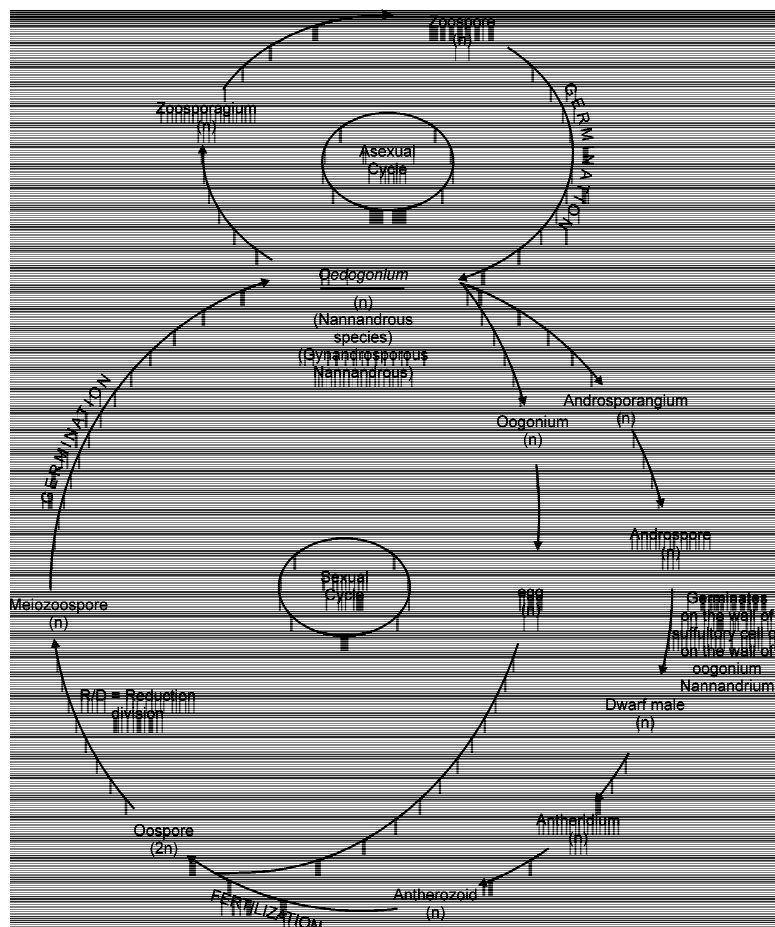 Zoospore
(n)
Zoosporagium
(n)
GERMINATION
Asexual
Cycle
Oedogonium
(n)
(Nannandrous
species)
(Gynandrosporous
Nannandrous)
Androsporangium
(n)
Oogonium
(n)
GERMINATION
Androspore
(n)
Sexual
Cycle
egg
(n)
Meiozoospore
(n)
Germinates
on the wall of
suffultory cell
on the wall of
oogonium
Nannandrium
R/D = Reduction
division
Dwarf male
(n)
Antheridium
(n)
Oospore
(2n)
Antherozoid
(n)
FERTILIZATION